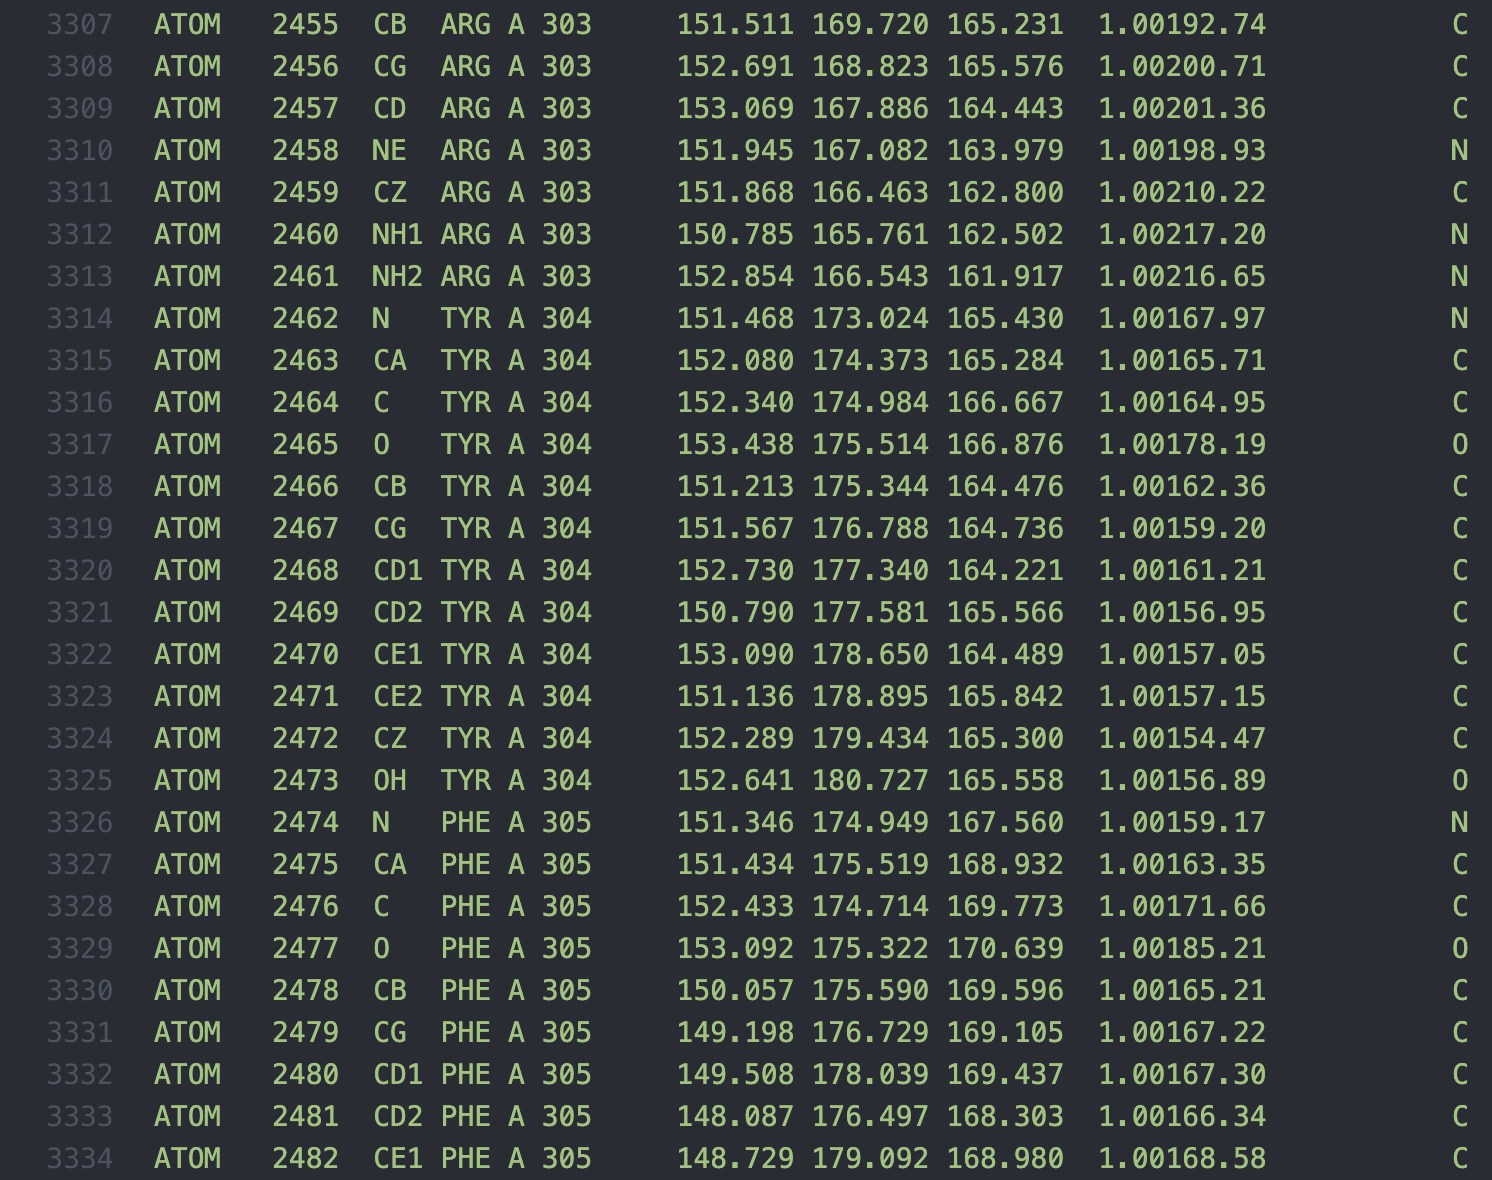 3307 ATOM 2455 CB ARG A 303 151.511 169.720 165.231 1.00192.74 C
3308 ATOM 2456 CG ARG A 303 152.691 168.823 165.576 1.00200.71 C
3309 ATOM 2457 CD ARG A 303 153.069 167.886 164.443 1.00201.36 C
3310 ATOM 2458 NE ARG A 303 151.945 167.082 163.979 1.00198.93 N
3311 ATOM 2459 CZ ARG A 303 151.868 166.463 162.800 1.00210.22 C
3312 ATOM 2460 NH1 ARG A 303 150.785 165.761 162.502 1.00217.20 N
3313 ATOM 2461 NH2 ARG A 303 152.854 166.543 161.917 1.00216.65 N
3314 ATOM 2462 N TYR A 304 151.468 173.024 165.430 1.00167.97 N
3315 ATOM 2463 CA TYR A 304 152.080 174.373 165.284 1.00165.71 C
3316 ATOM 2464 C TYR A 304 152.340 174.984 166.667 1.00164.95 C
3317 ATOM 2465 O TYR A 304 153.438 175.514 166.876 1.00178.19 O
3318 ATOM 2466 CB TYR A 304 151.213 175.344 164.476 1.00162.36 C
3319 ATOM 2467 CG TYR A 304 151.567 176.788 164.736 1.00159.20 C
3320 ATOM 2468 CD1 TYR A 304 152.730 177.340 164.221 1.00161.21 C
3321 ATOM 2469 CD2 TYR A 304 150.790 177.581 165.566 1.00156.95 C
3322 ATOM 2470 CE1 TYR A 304 153.090 178.650 164.489 1.00157.05 C
3323 ATOM 2471 CE2 TYR A 304 151.136 178.895 165.842 1.00157.15 C
3324 ATOM 2472 CZ TYR A 304 152.289 179.434 165.300 1.00154.47 C
3325 ATOM 2473 OH TYR A 304 152.641 180.727 165.558 1.00156.89 O
3326 ATOM 2474 N PHE A 305 151.346 174.949 167.560 1.00159.17 N
3327 ATOM 2475 CA PHE A 305 151.434 175.519 168.932 1.00163.35 C
3328 ATOM 2476 C PHE A 305 152.433 174.714 169.773 1.00171.66 C
3329 ATOM 2477 O PHE A 305 153.092 175.322 170.639 1.00185.21 O
3330 ATOM 2478 CB PHE A 305 150.057 175.590 169.596 1.00165.21 C
3331 ATOM 2479 CG PHE A 305 149.198 176.729 169.105 1.00167.22 C
3332 ATOM 2480 CD1 PHE A 305 149.508 178.039 169.437 1.00167.30 C
3333 ATOM 2481 CD2 PHE A 305 148.087 176.497 168.303 1.00166.34 C
3334 ATOM 2482 CE1 PHE A 305 148.729 179.092 168.980 1.00168.58 C